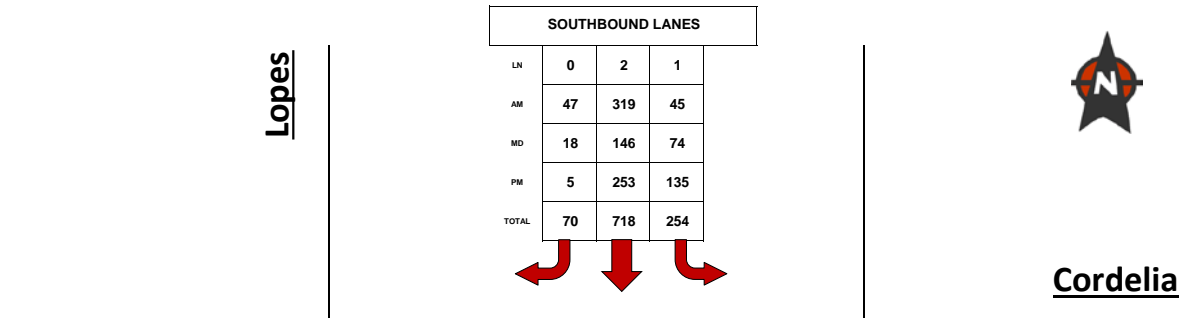 SOUTHBOUND LANES
LN 0 2 1
Lopes
AM 47 319 45
N
MD 18 146 74
PM 5 253 135
TOTAL 70 718 254
Cordelia